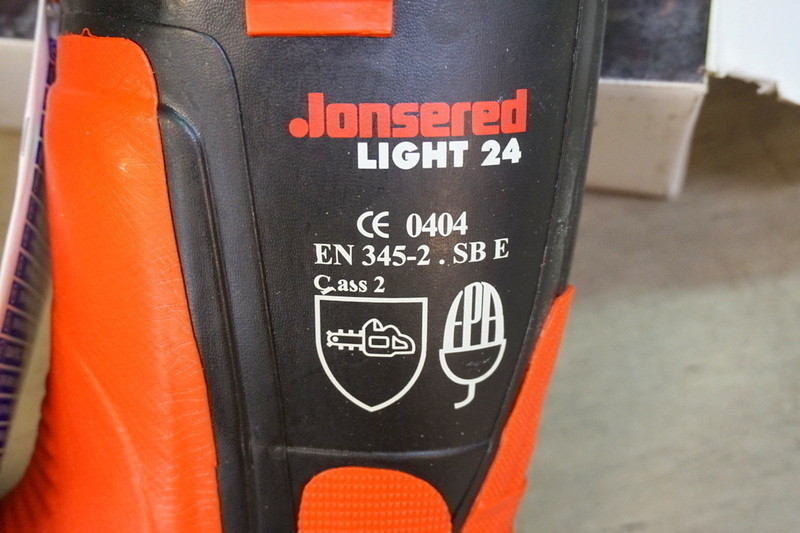 Jonsered
LIGHT 24
CE 0404
EN 345-2 . SB E
Class 2
EPA